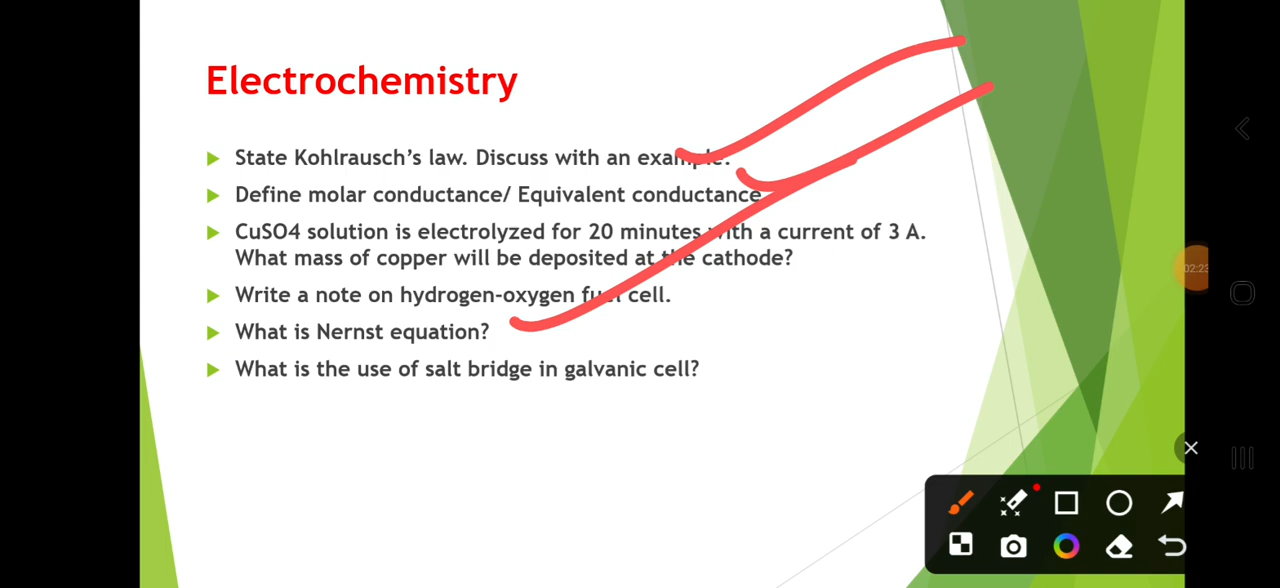 Electrochemistry
State Kohlrausch's law. Discuss with an example.
Define molar conductance/ Equivalent conductance
CuSO4 solution is electrolyzed for 20 minutes with a current of 3 A.
What mass of copper will be deposited at the cathode?
Write a note on hydrogen-oxygen fuel cell.
What is Nernst equation?
What is the use of salt bridge in galvanic cell?
02:23